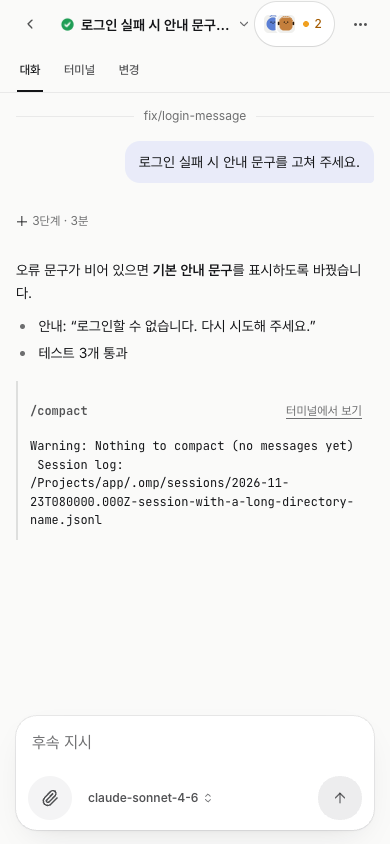 로그인 실패 시 안내 문구...
2
대화 터미널 변경
fix/login-message
로그인 실패 시 안내 문구를 고쳐 주세요.
3단계 · 3분
오류 문구가 비어 있으면 기본 안내 문구를 표시하도록 바꿨습니
다.
• 안내: “로그인할 수 없습니다. 다시 시도해 주세요.”
• 테스트 3개 통과
/compact 터미널에서 보기
Warning: Nothing to compact (no messages yet)
Session log:
/Projects/app/.omp/sessions/2026-11-
23T080000.000Z-session-with-a-long-directory-
name.jsonl
후속 지시
claude-sonnet-4-6